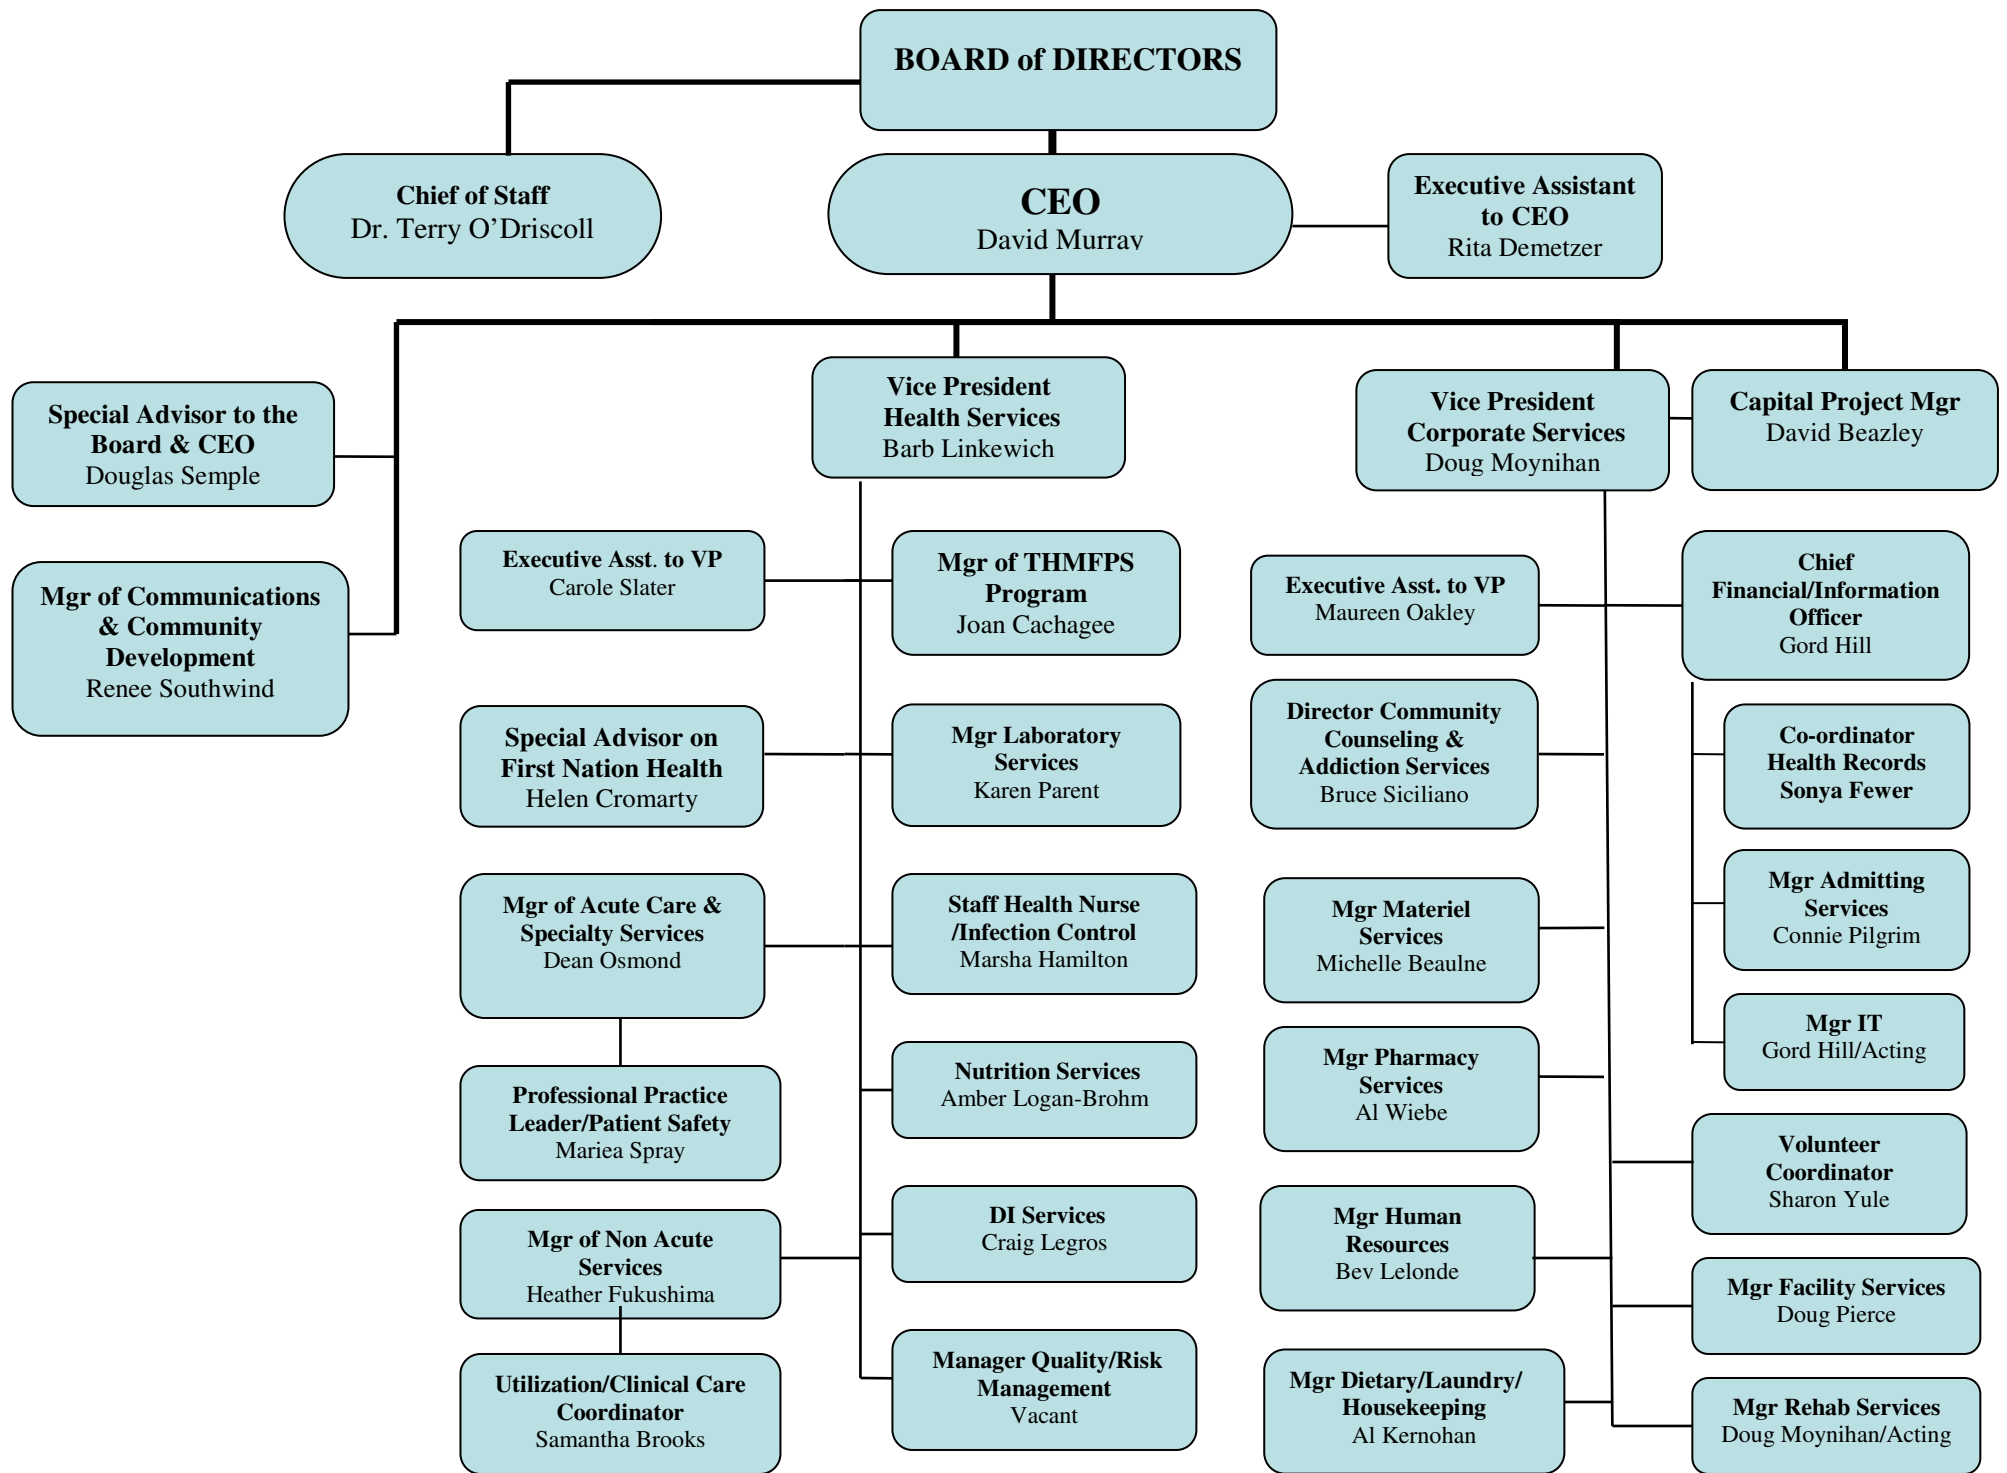 BOARD of DIRECTORS
Chief of Staff
Dr. Terry O’Driscoll
CEO
David Murray
Executive Assistant
to CEO
Rita Demetzer
Special Advisor to the
Board & CEO
Douglas Semple
Mgr of Communications
& Community
Development
Renee Southwind
Vice President
Health Services
Barb Linkewich
Vice President
Corporate Services
Doug Moynihan
Capital Project Mgr
David Beazley
Executive Asst. to VP
Carole Slater
Mgr of THMFPS
Program
Joan Cachagee
Special Advisor on
First Nation Health
Helen Cromarty
Mgr Laboratory
Services
Karen Parent
Mgr of Acute Care &
Specialty Services
Dean Osmond
Staff Health Nurse
/Infection Control
Marsha Hamilton
Professional Practice
Leader/Patient Safety
Mariea Spray
Nutrition Services
Amber Logan-Brohm
Mgr of Non Acute
Services
Heather Fukushima
DI Services
Craig Legros
Utilization/Clinical Care
Coordinator
Samantha Brooks
Manager Quality/Risk
Management
Vacant
Executive Asst. to VP
Maureen Oakley
Chief
Financial/Information
Officer
Gord Hill
Director Community
Counseling &
Addiction Services
Bruce Siciliano
Co-ordinator
Health Records
Sonya Fewer
Mgr Materiel
Services
Michelle Beaulne
Mgr Admitting
Services
Connie Pilgrim
Mgr Pharmacy
Services
Al Wiebe
Mgr IT
Gord Hill/Acting
Mgr Human
Resources
Bev Lelonde
Volunteer
Coordinator
Sharon Yule
Mgr Facility Services
Doug Pierce
Mgr Dietary/Laundry/
Housekeeping
Al Kernohan
Mgr Rehab Services
Doug Moynihan/Acting